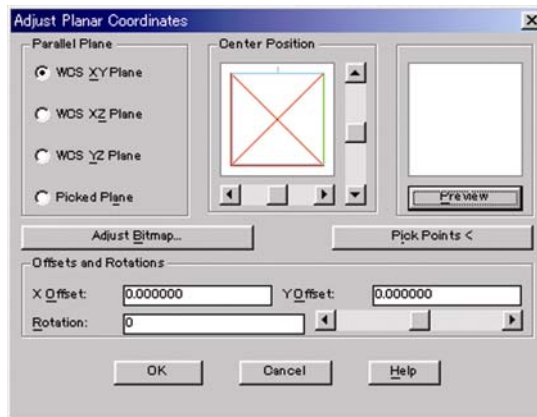 Adjust Planar Coordinates
Parallel Plane
WCS XY Plane
WCS XZ Plane
WCS YZ Plane
Picked Plane
Center Position
Preview
Adjust Bitmap...
Pick Points <
Offsets and Rotations
X Offset: 0.000000 Y Offset: 0.000000
Rotation: 0
OK Cancel Help